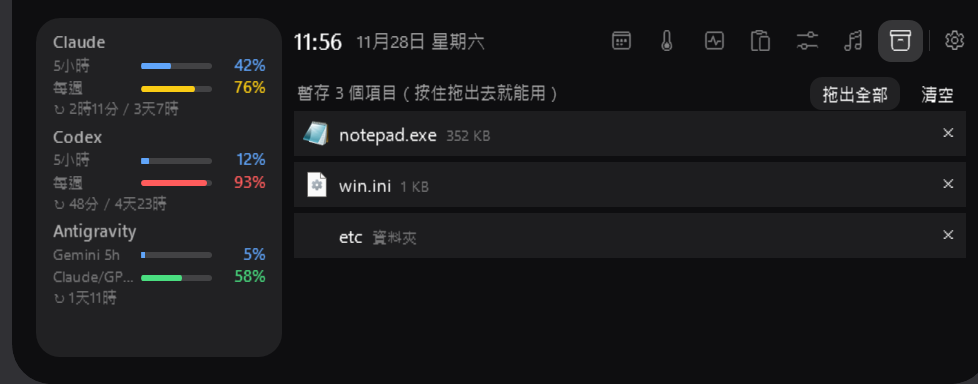 Claude
5小時 42%
每週 76%
↻ 2時11分 / 3天7時
Codex
5小時 12%
每週 93%
↻ 48分 / 4天23時
Antigravity
Gemini 5h 5%
Claude/GP... 58%
↻ 1天11時
11:56 11月28日 星期六
暫存 3 個項目 ( 按住拖出去就能用 ) 拖出全部 清空
notepad.exe 352 KB ×
win.ini 1 KB ×
etc 資料夾 ×